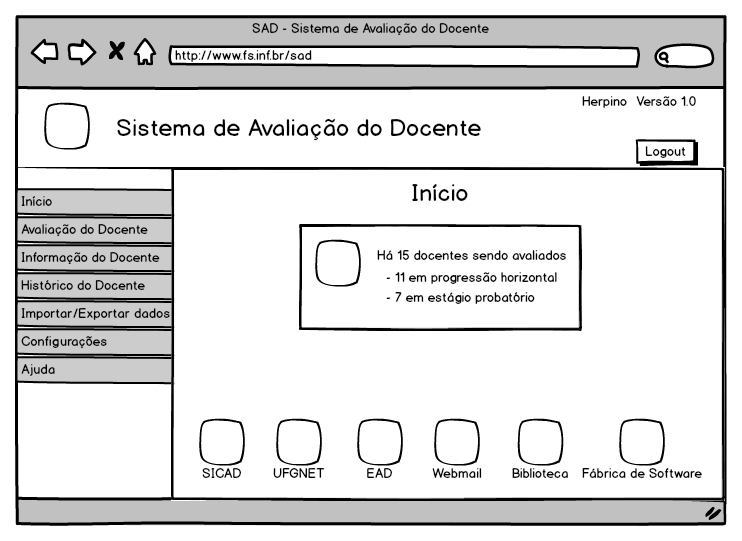 SAD - Sistema de Avaliação do Docente
http://www.fs.inf.br/sad
Herpino Versão 1.0
Sistema de Avaliação do Docente
Logout
Início
Avaliação do Docente
Informação do Docente
Histórico do Docente
Importar/Exportar dados
Configurações
Ajuda
Início
Há 15 docentes sendo avaliados
- 11 em progressão horizontal
- 7 em estágio probatório
SICAD UFGNET EAD Webmail Biblioteca Fábrica de Software